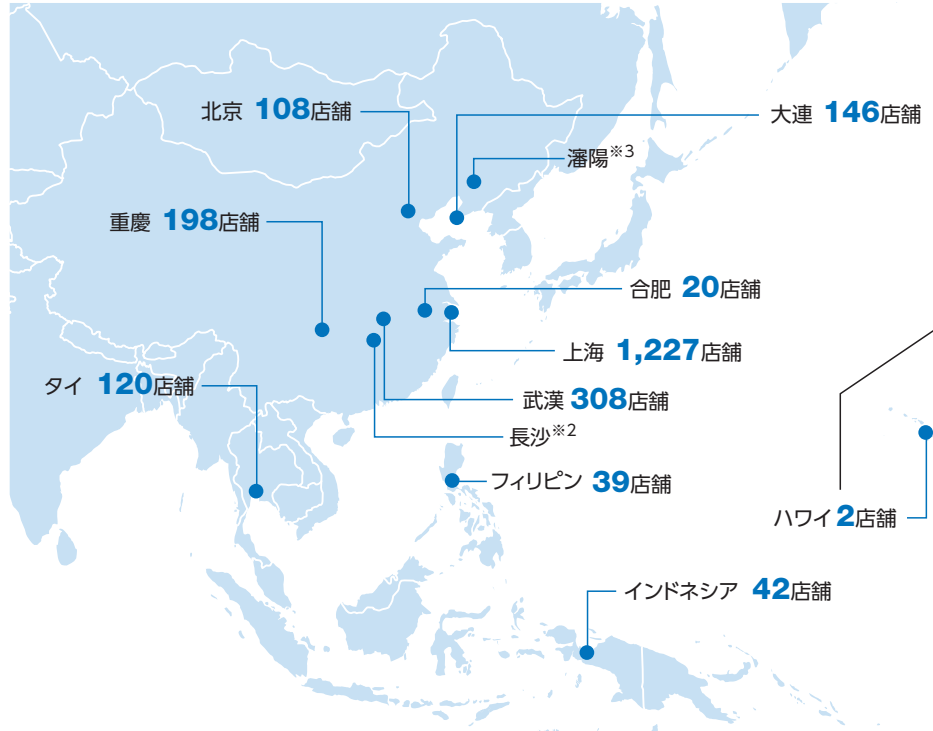 北京 108店舗
大連 146店舗
瀋陽※3
重慶 198店舗
合肥 20店舗
上海 1,227店舗
タイ 120店舗
武漢 308店舗
長沙※2
フィリピン 39店舗
ハワイ 2店舗
インドネシア 42店舗